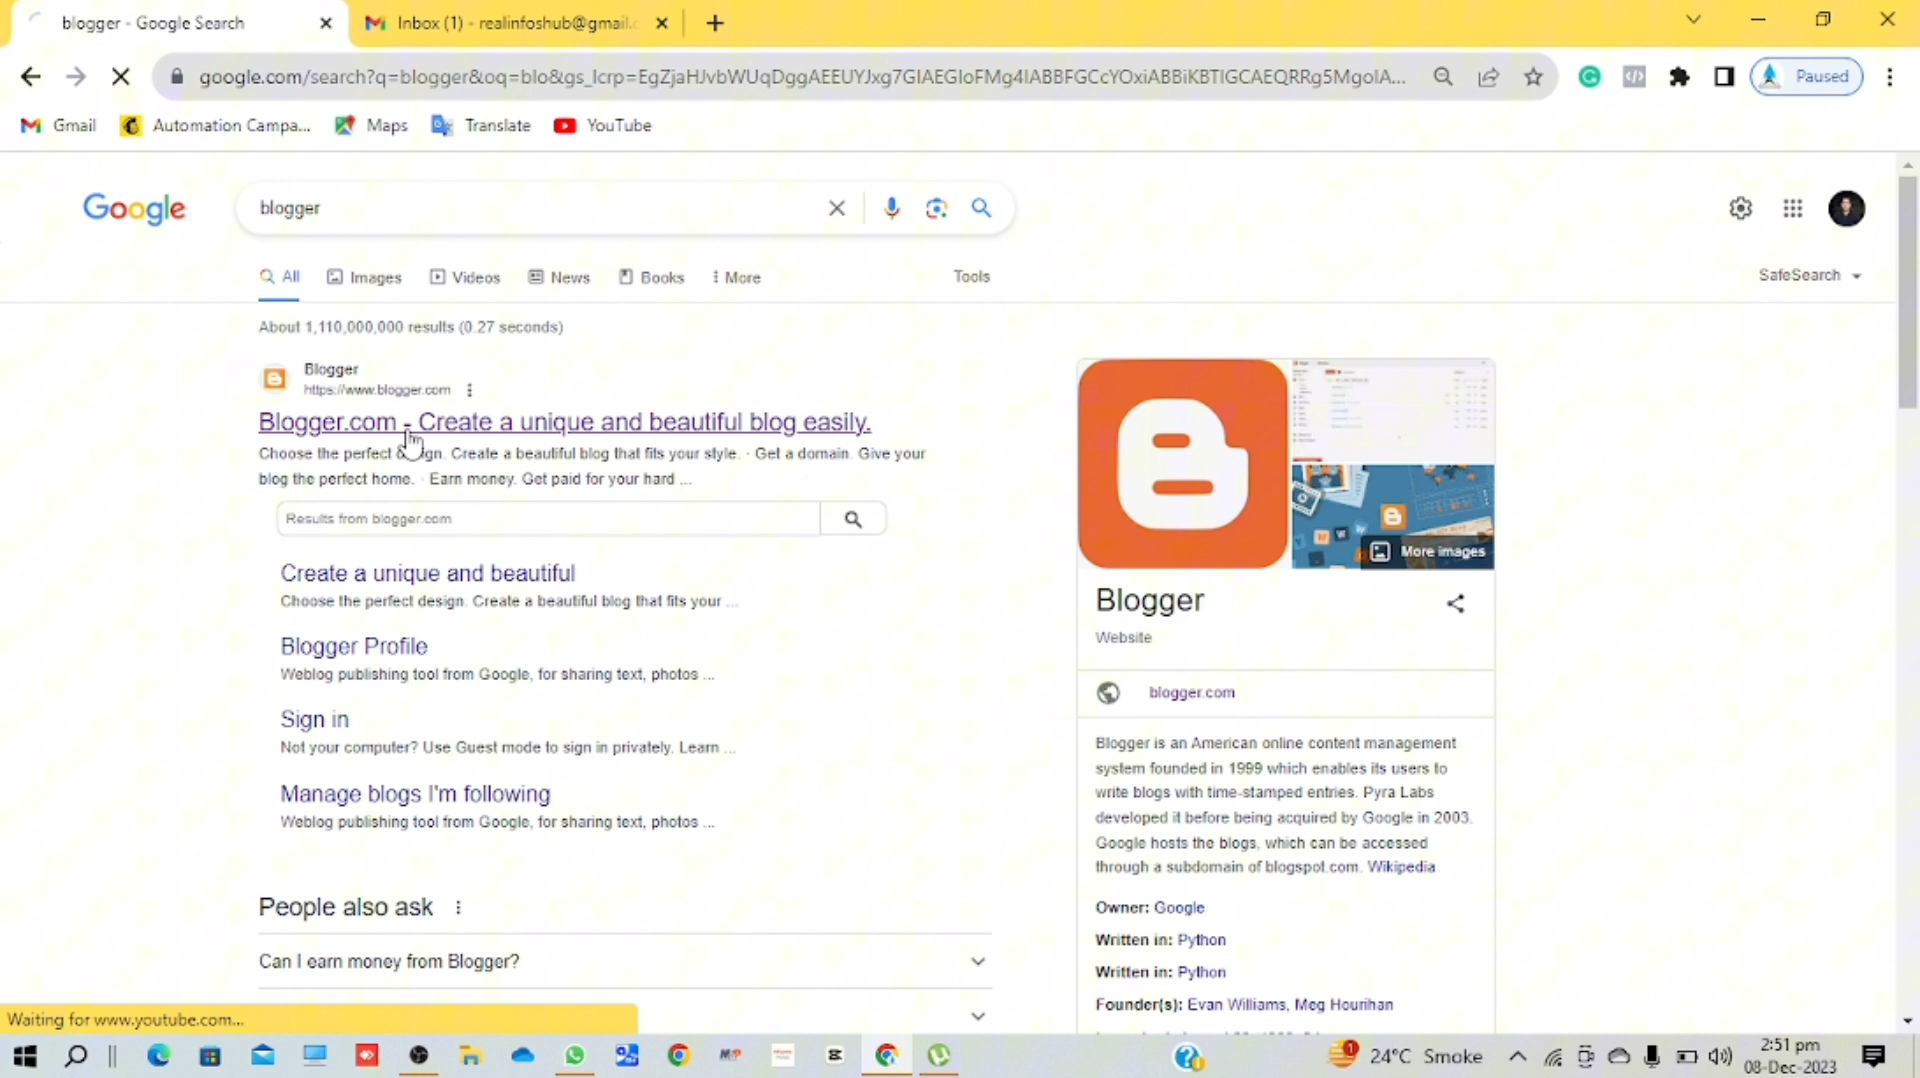 blogger - Google Search
Inbox (1) - realinfoshub@gmail.c
google.com/search?q=blogger&oq=blo&gs_lcrp=EgZjaHJvbWUqDggAEEUYJxg7GIAEGIoFMg4IABBFGCcYOxiABBiKBTIGCAEQRRg5MgoIA...
Paused
Gmail
Automation Campa...
Maps
Translate
YouTube
Google
blogger
All
Images
Videos
News
Books
More
Tools
SafeSearch
About 1,110,000,000 results (0.27 seconds)
Blogger
https://www.blogger.com
Blogger.com - Create a unique and beautiful blog easily.
Choose the perfect design. Create a beautiful blog that fits your style. · Get a domain. Give your
blog the perfect home. · Earn money. Get paid for your hard ...
Results from blogger.com
Create a unique and beautiful
Choose the perfect design. Create a beautiful blog that fits your ...
Blogger Profile
Weblog publishing tool from Google, for sharing text, photos ...
Sign in
Not your computer? Use Guest mode to sign in privately. Learn ...
Manage blogs I'm following
Weblog publishing tool from Google, for sharing text, photos ...
People also ask
Can I earn money from Blogger?
More images
Blogger
Website
blogger.com
Blogger is an American online content management
system founded in 1999 which enables its users to
write blogs with time-stamped entries. Pyra Labs
developed it before being acquired by Google in 2003.
Google hosts the blogs, which can be accessed
through a subdomain of blogspot.com. Wikipedia
Owner: Google
Written in: Python
Written in: Python
Founder(s): Evan Williams, Meg Hourihan
Waiting for www.youtube.com...
1
24°C Smoke
2:51 pm
08-Dec-2023